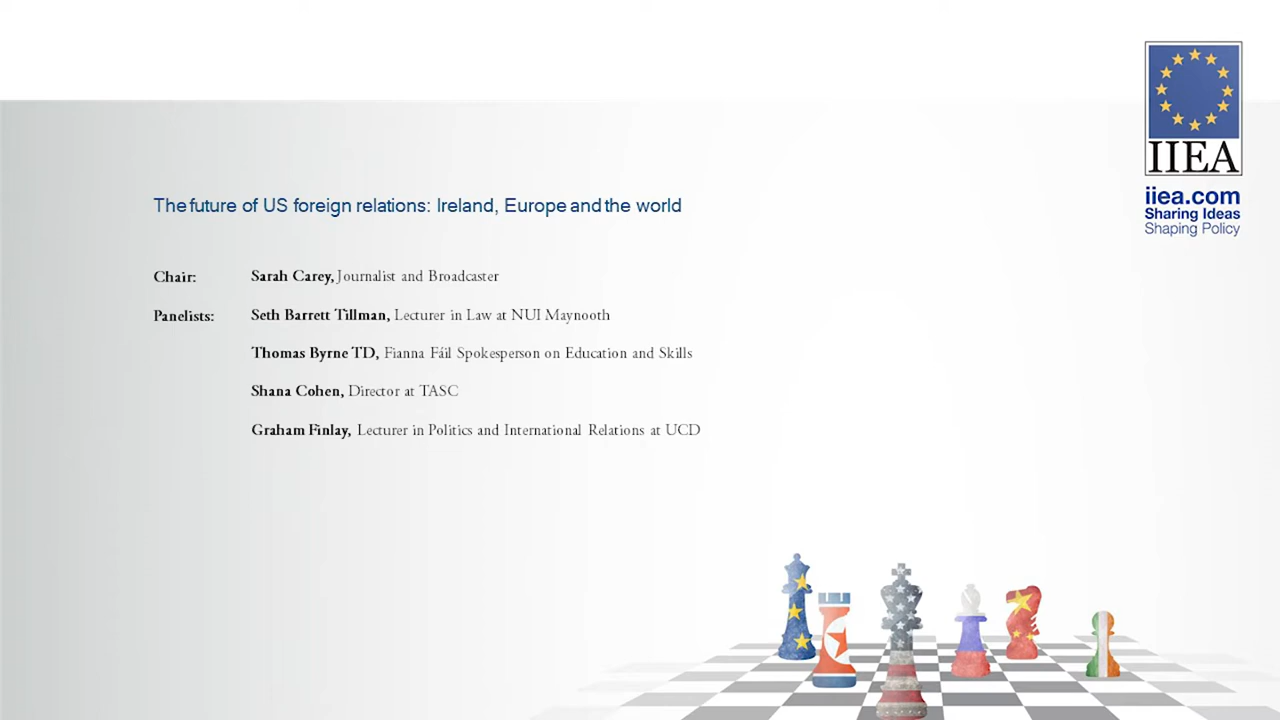 IIEA
iiea.com
Sharing Ideas
Shaping Policy
The future of US foreign relations: Ireland, Europe and the world
Chair: Sarah Carey, Journalist and Broadcaster
Panelists: Seth Barrett Tillman, Lecturer in Law at NUI Maynooth
Thomas Byrne TD, Fianna Fáil Spokesperson on Education and Skills
Shana Cohen, Director at TASC
Graham Finlay, Lecturer in Politics and International Relations at UCD